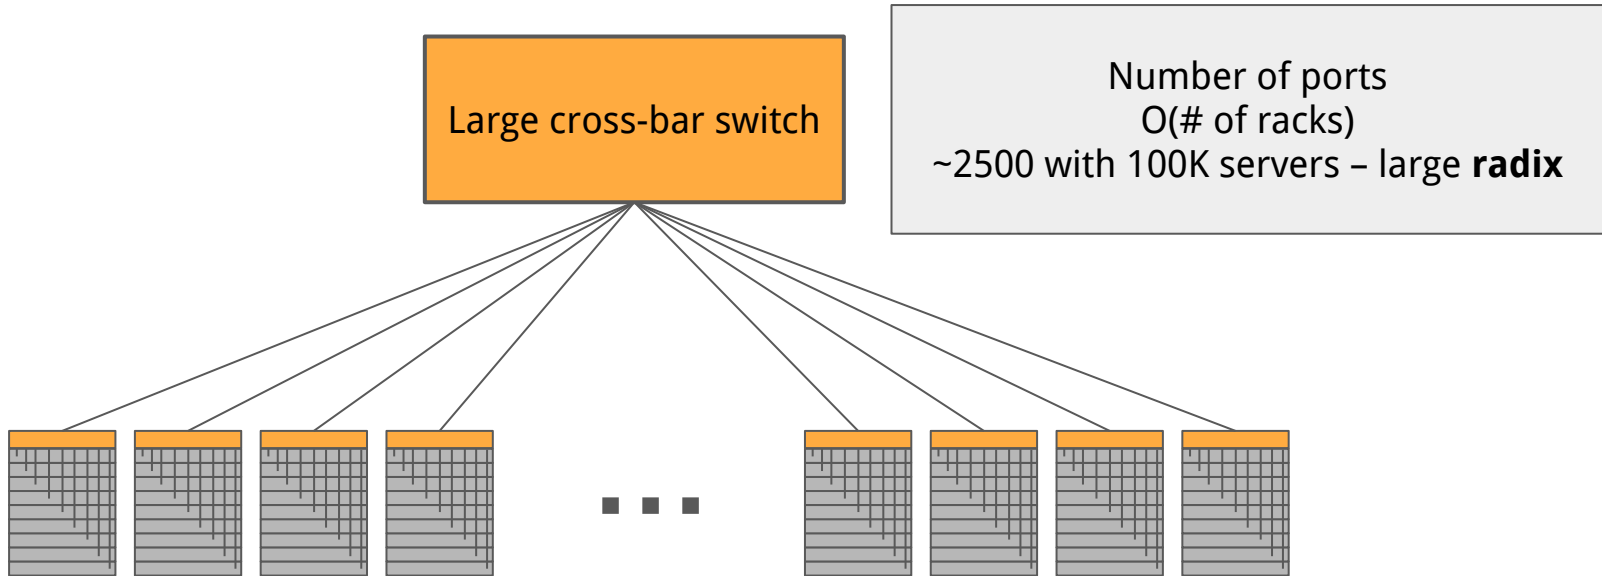 Large cross-bar switch
Number of ports
O(# of racks)
~2500 with 100K servers – large radix